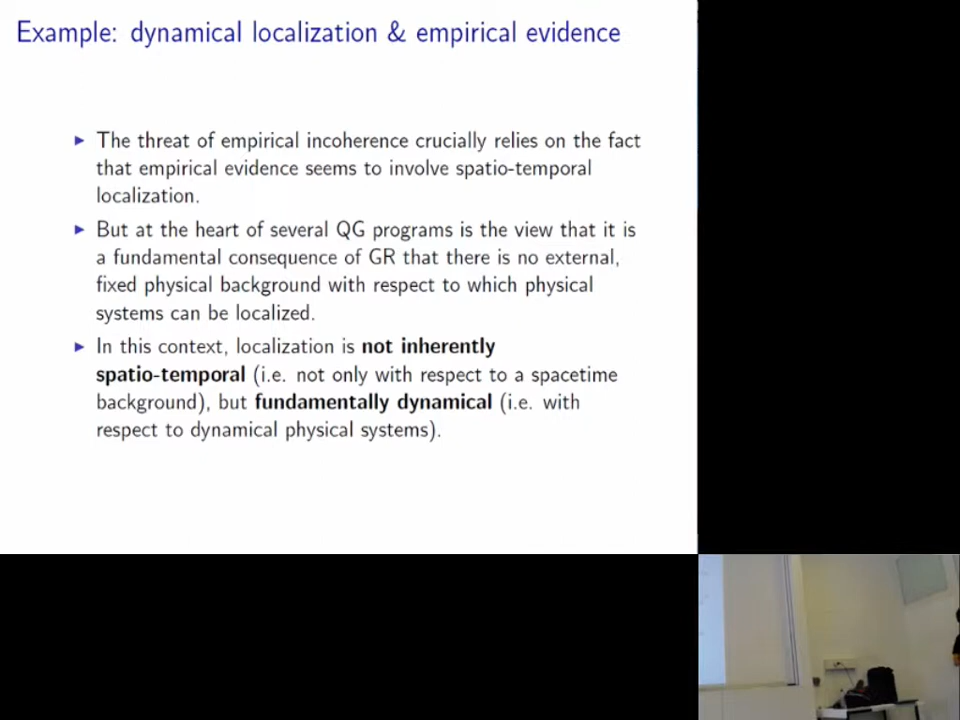 Example: dynamical localization & empirical evidence
► The threat of empirical incoherence crucially relies on the fact
that empirical evidence seems to involve spatio-temporal
localization.
► But at the heart of several QG programs is the view that it is
a fundamental consequence of GR that there is no external,
fixed physical background with respect to which physical
systems can be localized.
► In this context, localization is not inherently
spatio-temporal (i.e. not only with respect to a spacetime
background), but fundamentally dynamical (i.e. with
respect to dynamical physical systems).